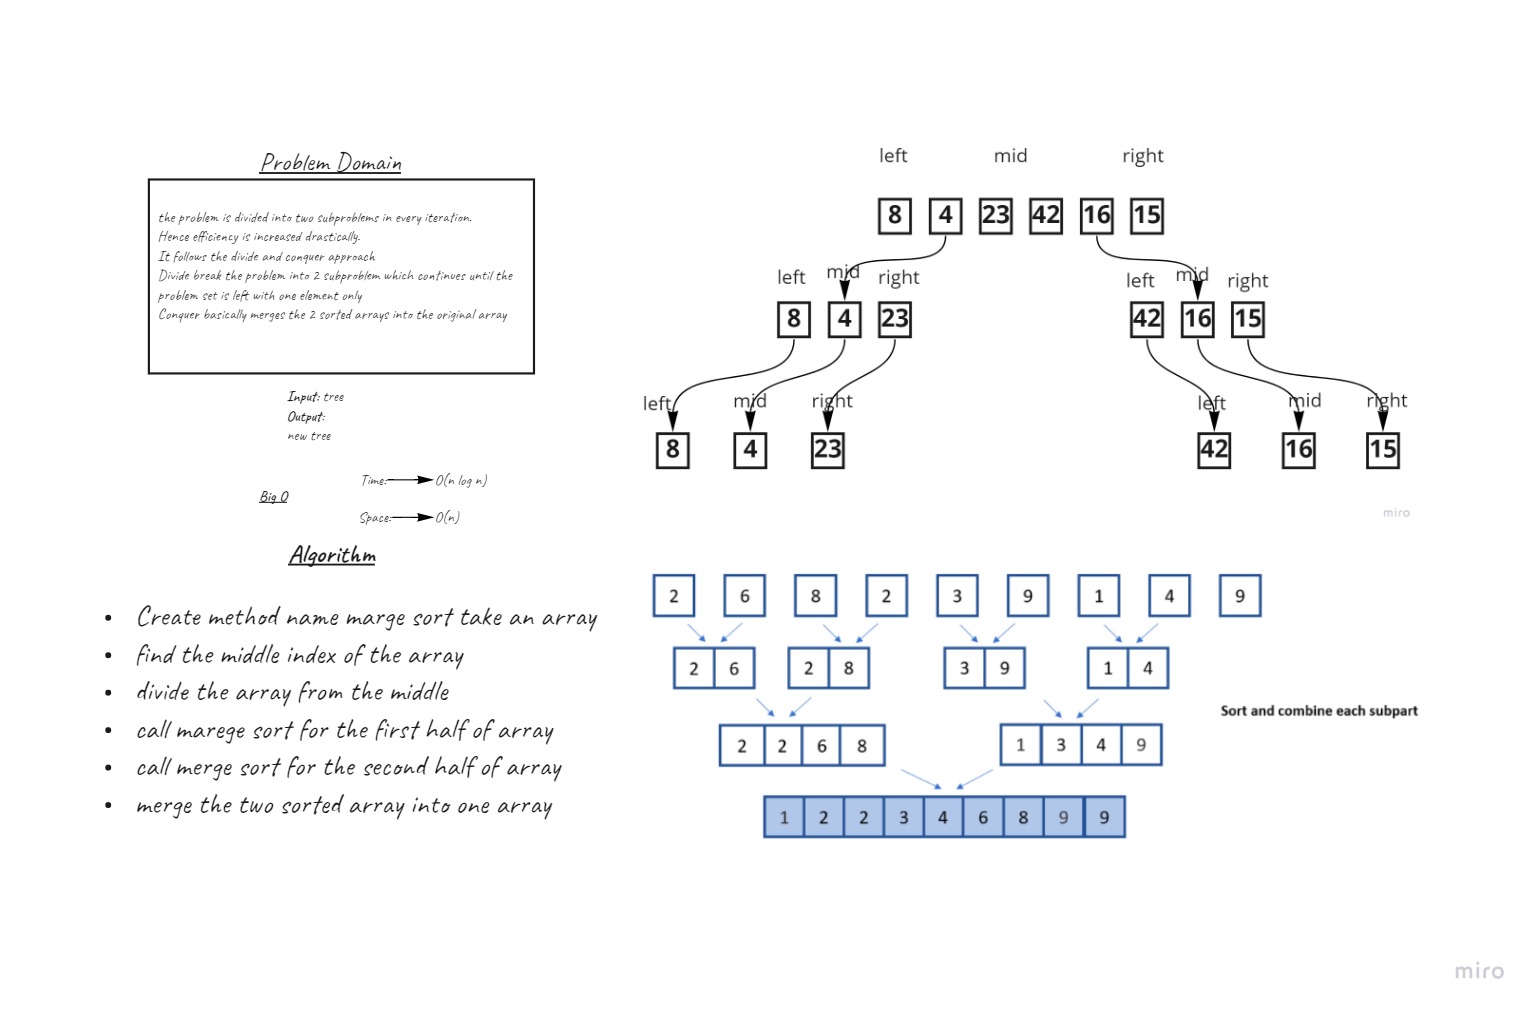 Problem Domain
the problem is divided into two subproblems in every iteration.
Hence efficiency is increased drastically.
It follows the divide and conquer approach
Divide break the problem into 2 subproblem which continues until the
problem set is left with one element only
Conquer basically merges the 2 sorted arrays into the original array
Input: tree
Output:
new tree
Big O
Time: O(n log n)
Space: O(n)
Algorithm
• Create method name marge sort take an array
• find the middle index of the array
• divide the array from the middle
• call marege sort for the first half of array
• call merge sort for the second half of array
• merge the two sorted array into one array
left mid right
8 4 23 42 16 15
left mid right left mid right
8 4 23 42 16 15
left mid right left mid right
8 4 23 42 16 15
miro
2 6 8 2 3 9 1 4 9
2 6 2 8 3 9 1 4
Sort and combine each subpart
2 2 6 8 1 3 4 9
1 2 2 3 4 6 8 9 9
miro